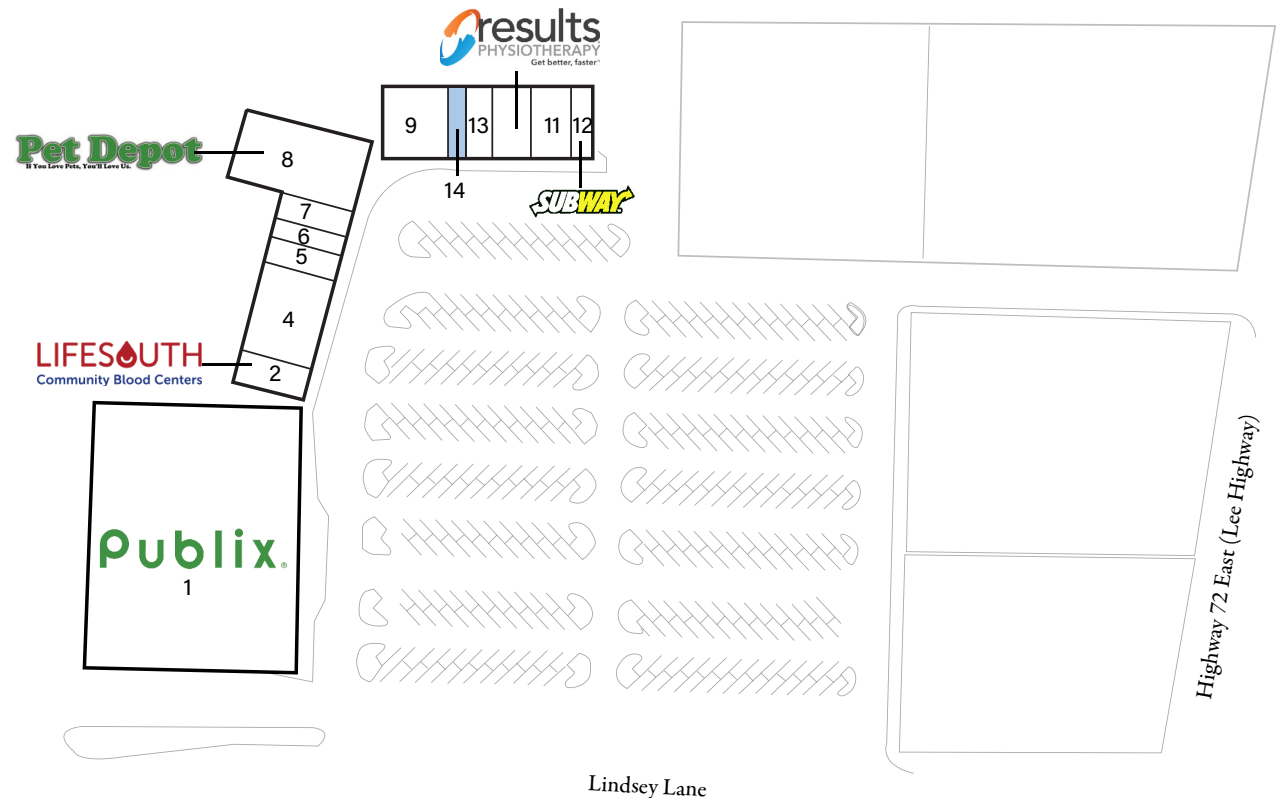 results
PHYSIOTHERAPY
Get better, faster™
Pet Depot
If You Love Pets, You'll Love Us.
8
9
13
11
12
14
SUBWAY
7
6
5
4
LIFESOUTH
Community Blood Centers
2
Publix®
1
Highway 72 East (Lee Highway)
Lindsey Lane